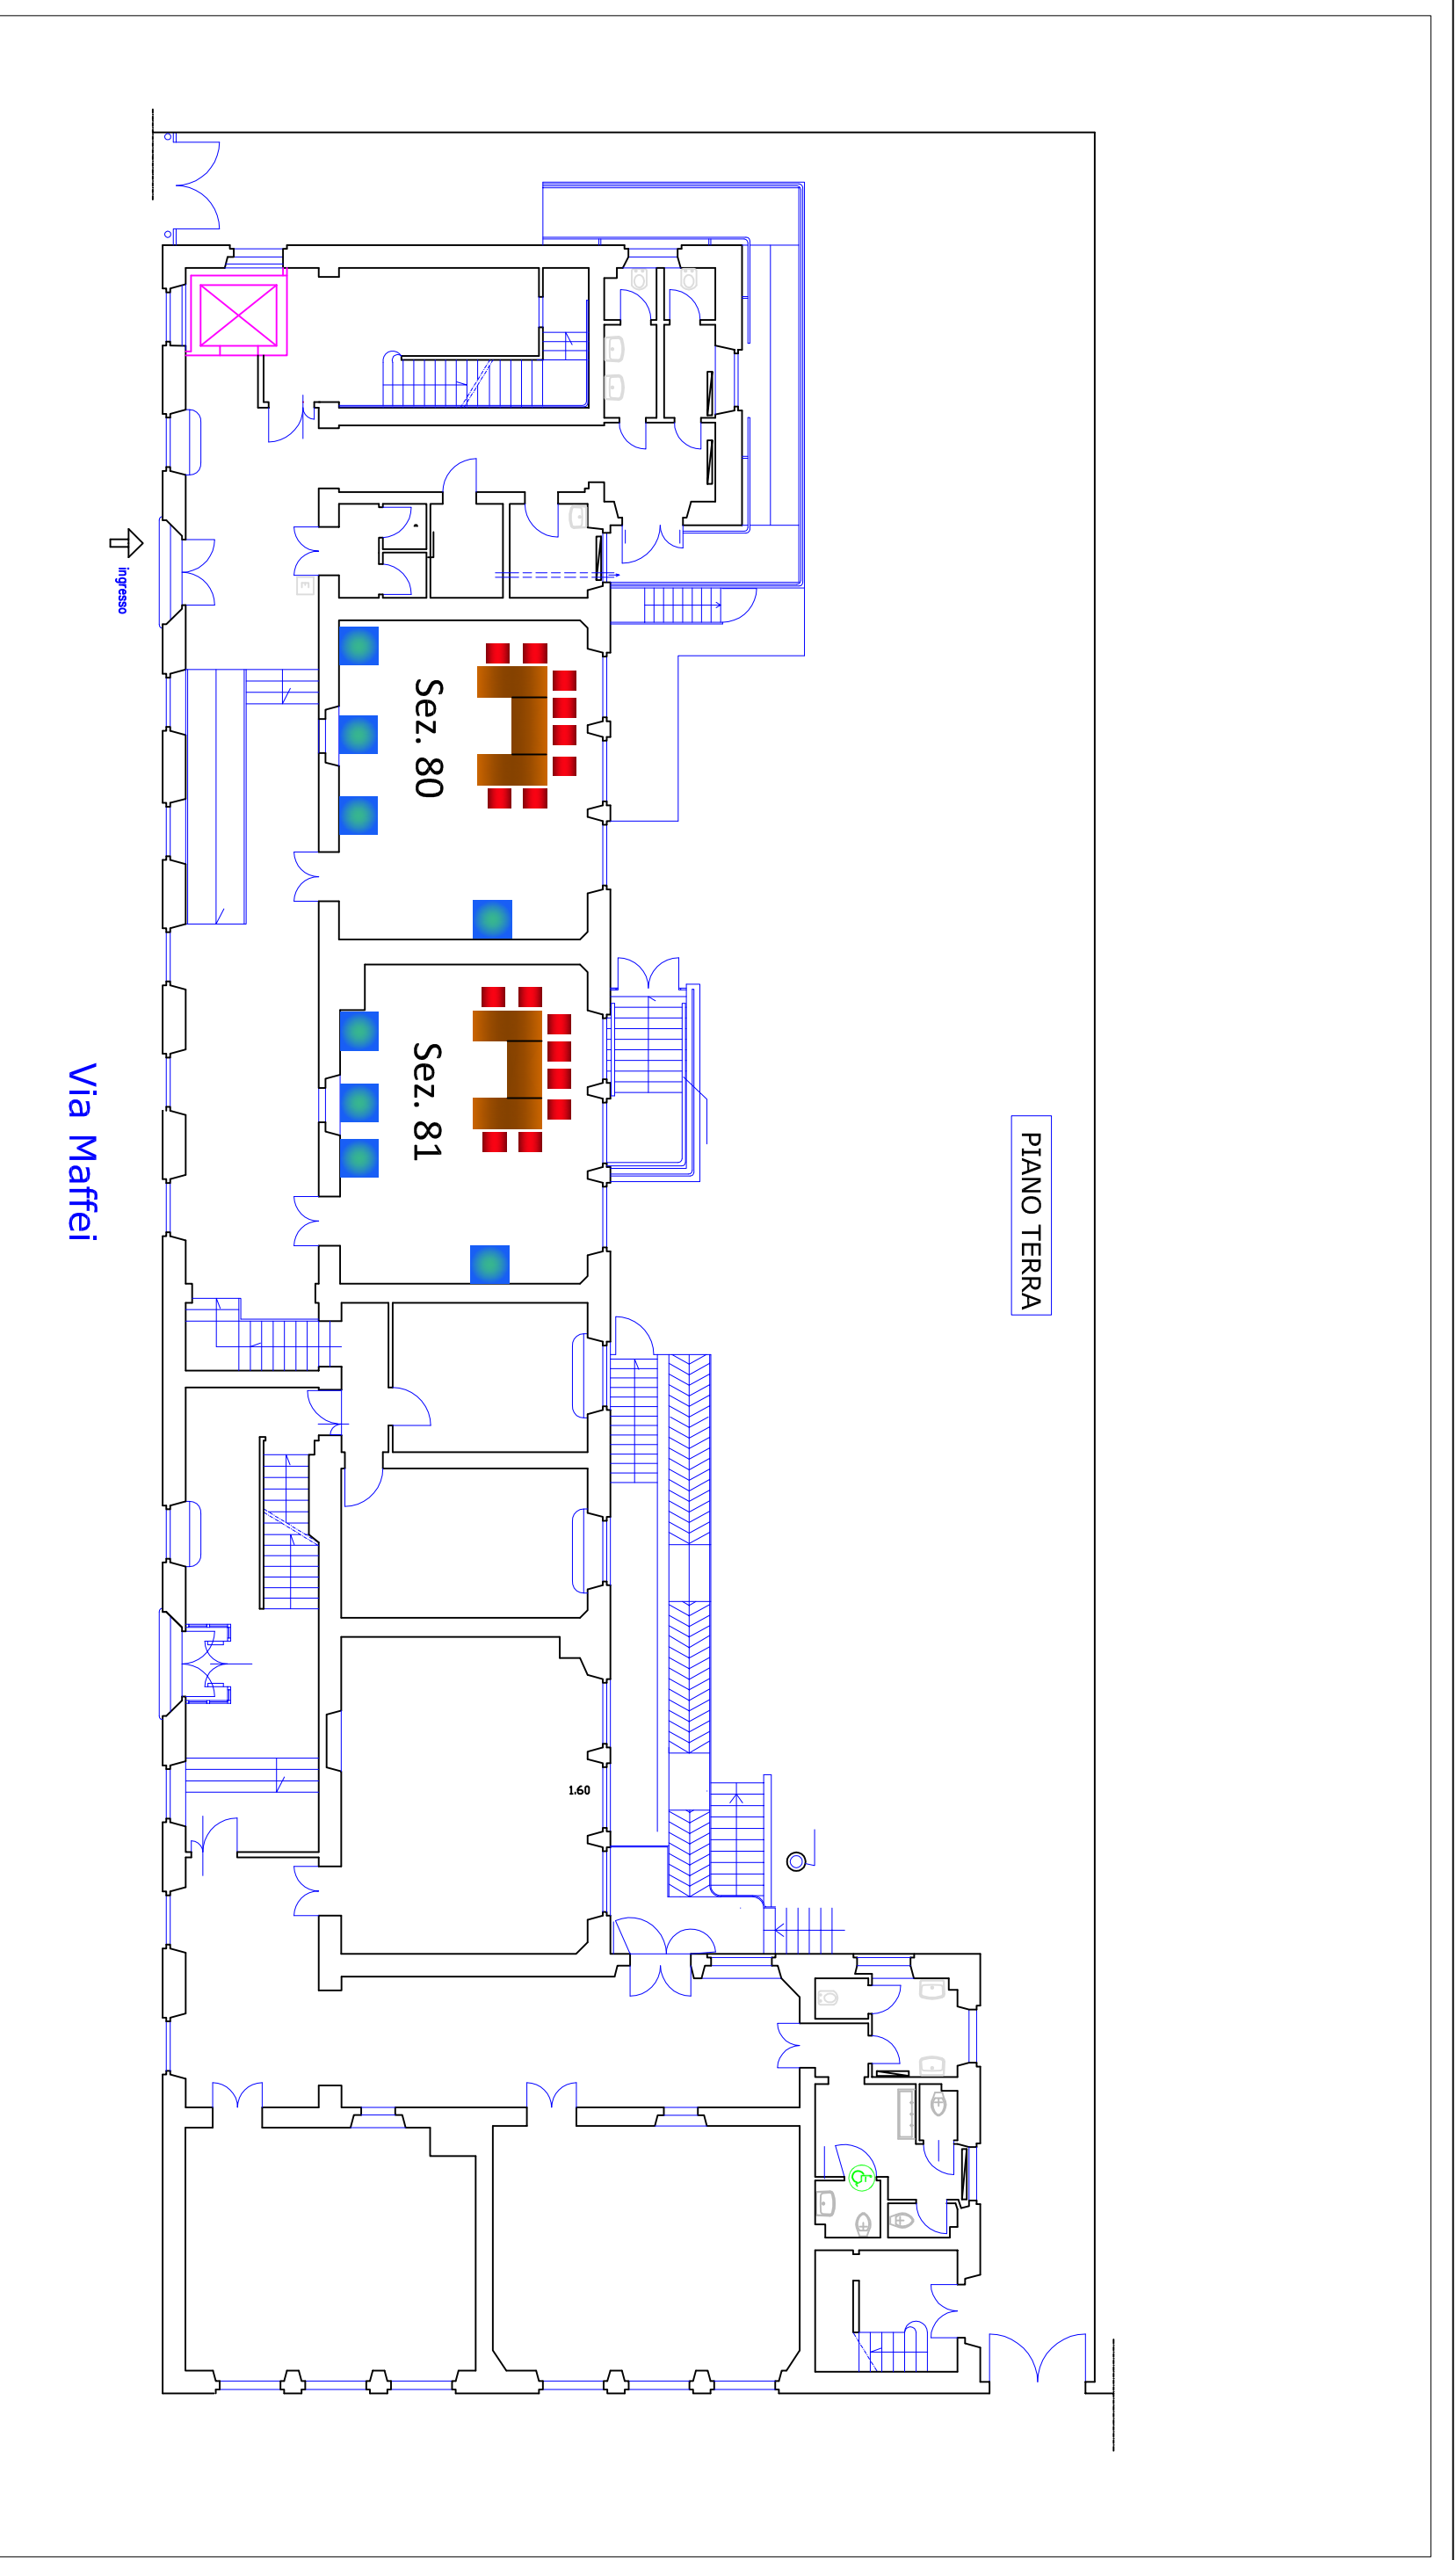 PIANO TERRA
Sez. 80
Sez. 81
1.60
E
ingresso
Via Maffei